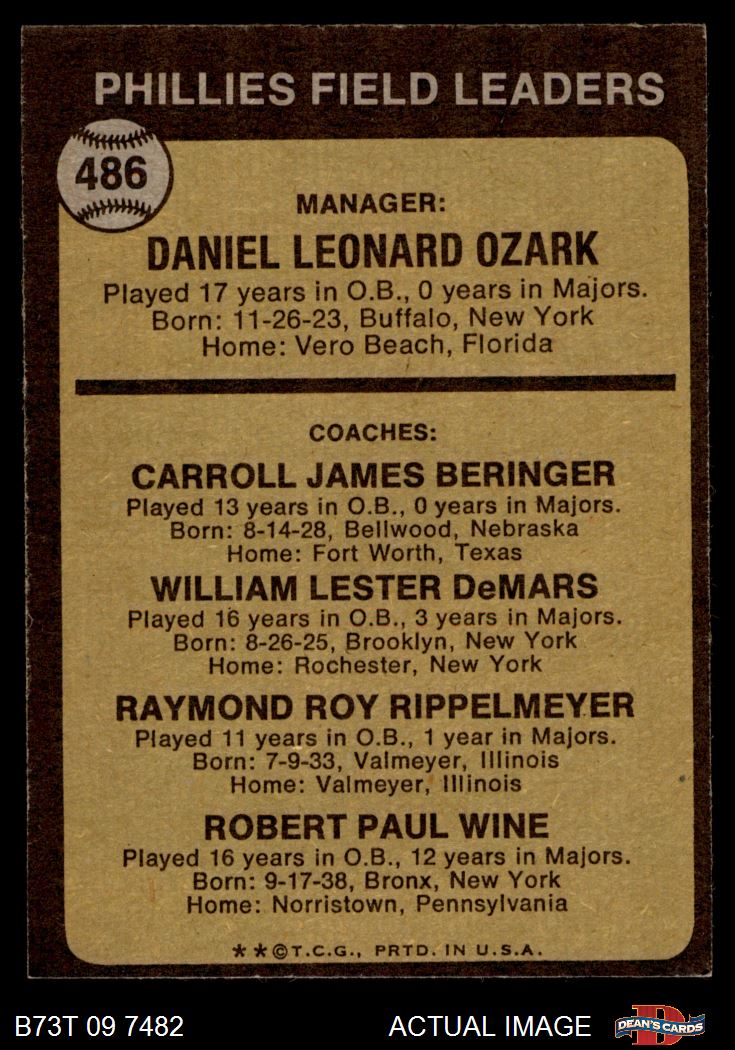 PHILLIES FIELD LEADERS
486
MANAGER:
DANIEL LEONARD OZARK
Played 17 years in O.B., 0 years in Majors.
Born: 11-26-23, Buffalo, New York
Home: Vero Beach, Florida
COACHES:
CARROLL JAMES BERINGER
Played 13 years in O.B., 0 years in Majors.
Born: 8-14-28, Bellwood, Nebraska
Home: Fort Worth, Texas
WILLIAM LESTER DeMARS
Played 16 years in O.B., 3 years in Majors.
Born: 8-26-25, Brooklyn, New York
Home: Rochester, New York
RAYMOND ROY RIPPELMEYER
Played 11 years in O.B., 1 year in Majors.
Born: 7-9-33, Valmeyer, Illinois
Home: Valmeyer, Illinois
ROBERT PAUL WINE
Played 16 years in O.B., 12 years in Majors.
Born: 9-17-38, Bronx, New York
Home: Norristown, Pennsylvania
**©T.C.G., PRTD. IN U.S.A.
B73T 09 7482 ACTUAL IMAGE
D
DEAN'S CARDS